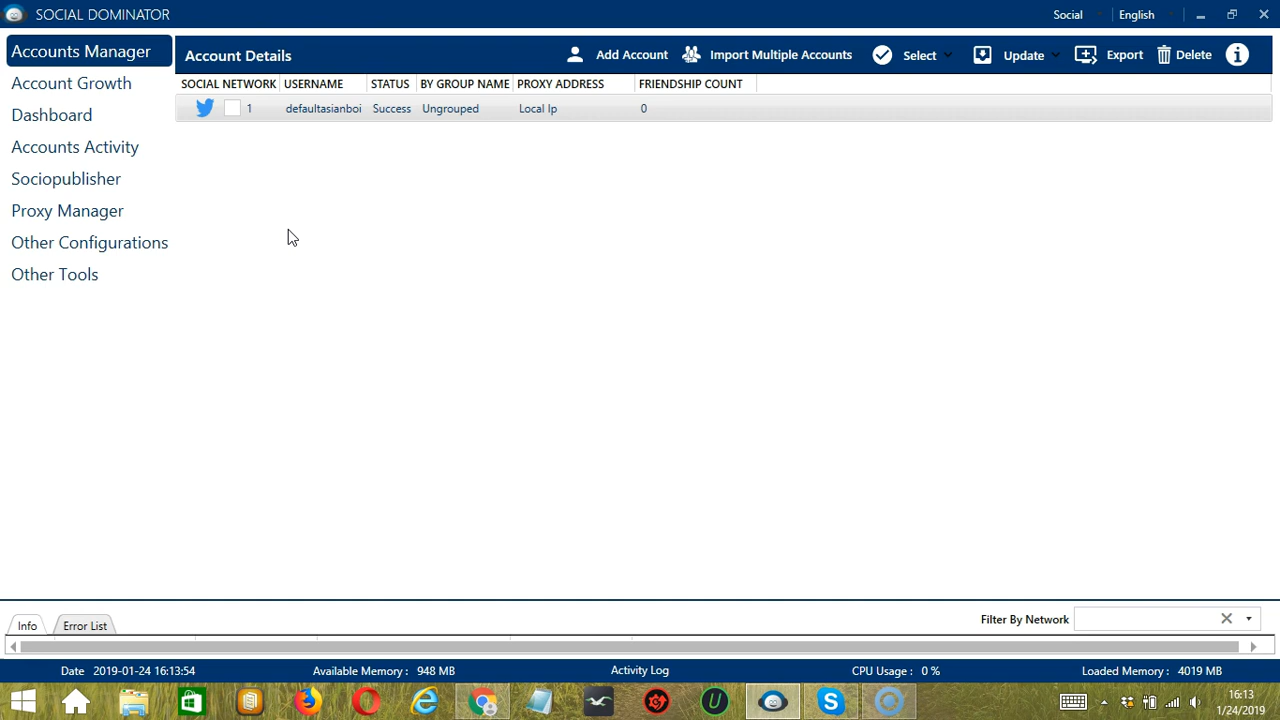 SOCIAL DOMINATOR
Social
English
Accounts Manager
Account Growth
Dashboard
Accounts Activity
Sociopublisher
Proxy Manager
Other Configurations
Other Tools
Account Details
Add Account
Import Multiple Accounts
Select
Update
Export
Delete
SOCIAL NETWORK USERNAME STATUS BY GROUP NAME PROXY ADDRESS FRIENDSHIP COUNT
1 defaultasianboi Success Ungrouped Local Ip 0
Filter By Network
Info Error List
Date 2019-01-24 16:13:54 Available Memory : 948 MB Activity Log CPU Usage : 0 % Loaded Memory : 4019 MB
16:13
1/24/2019